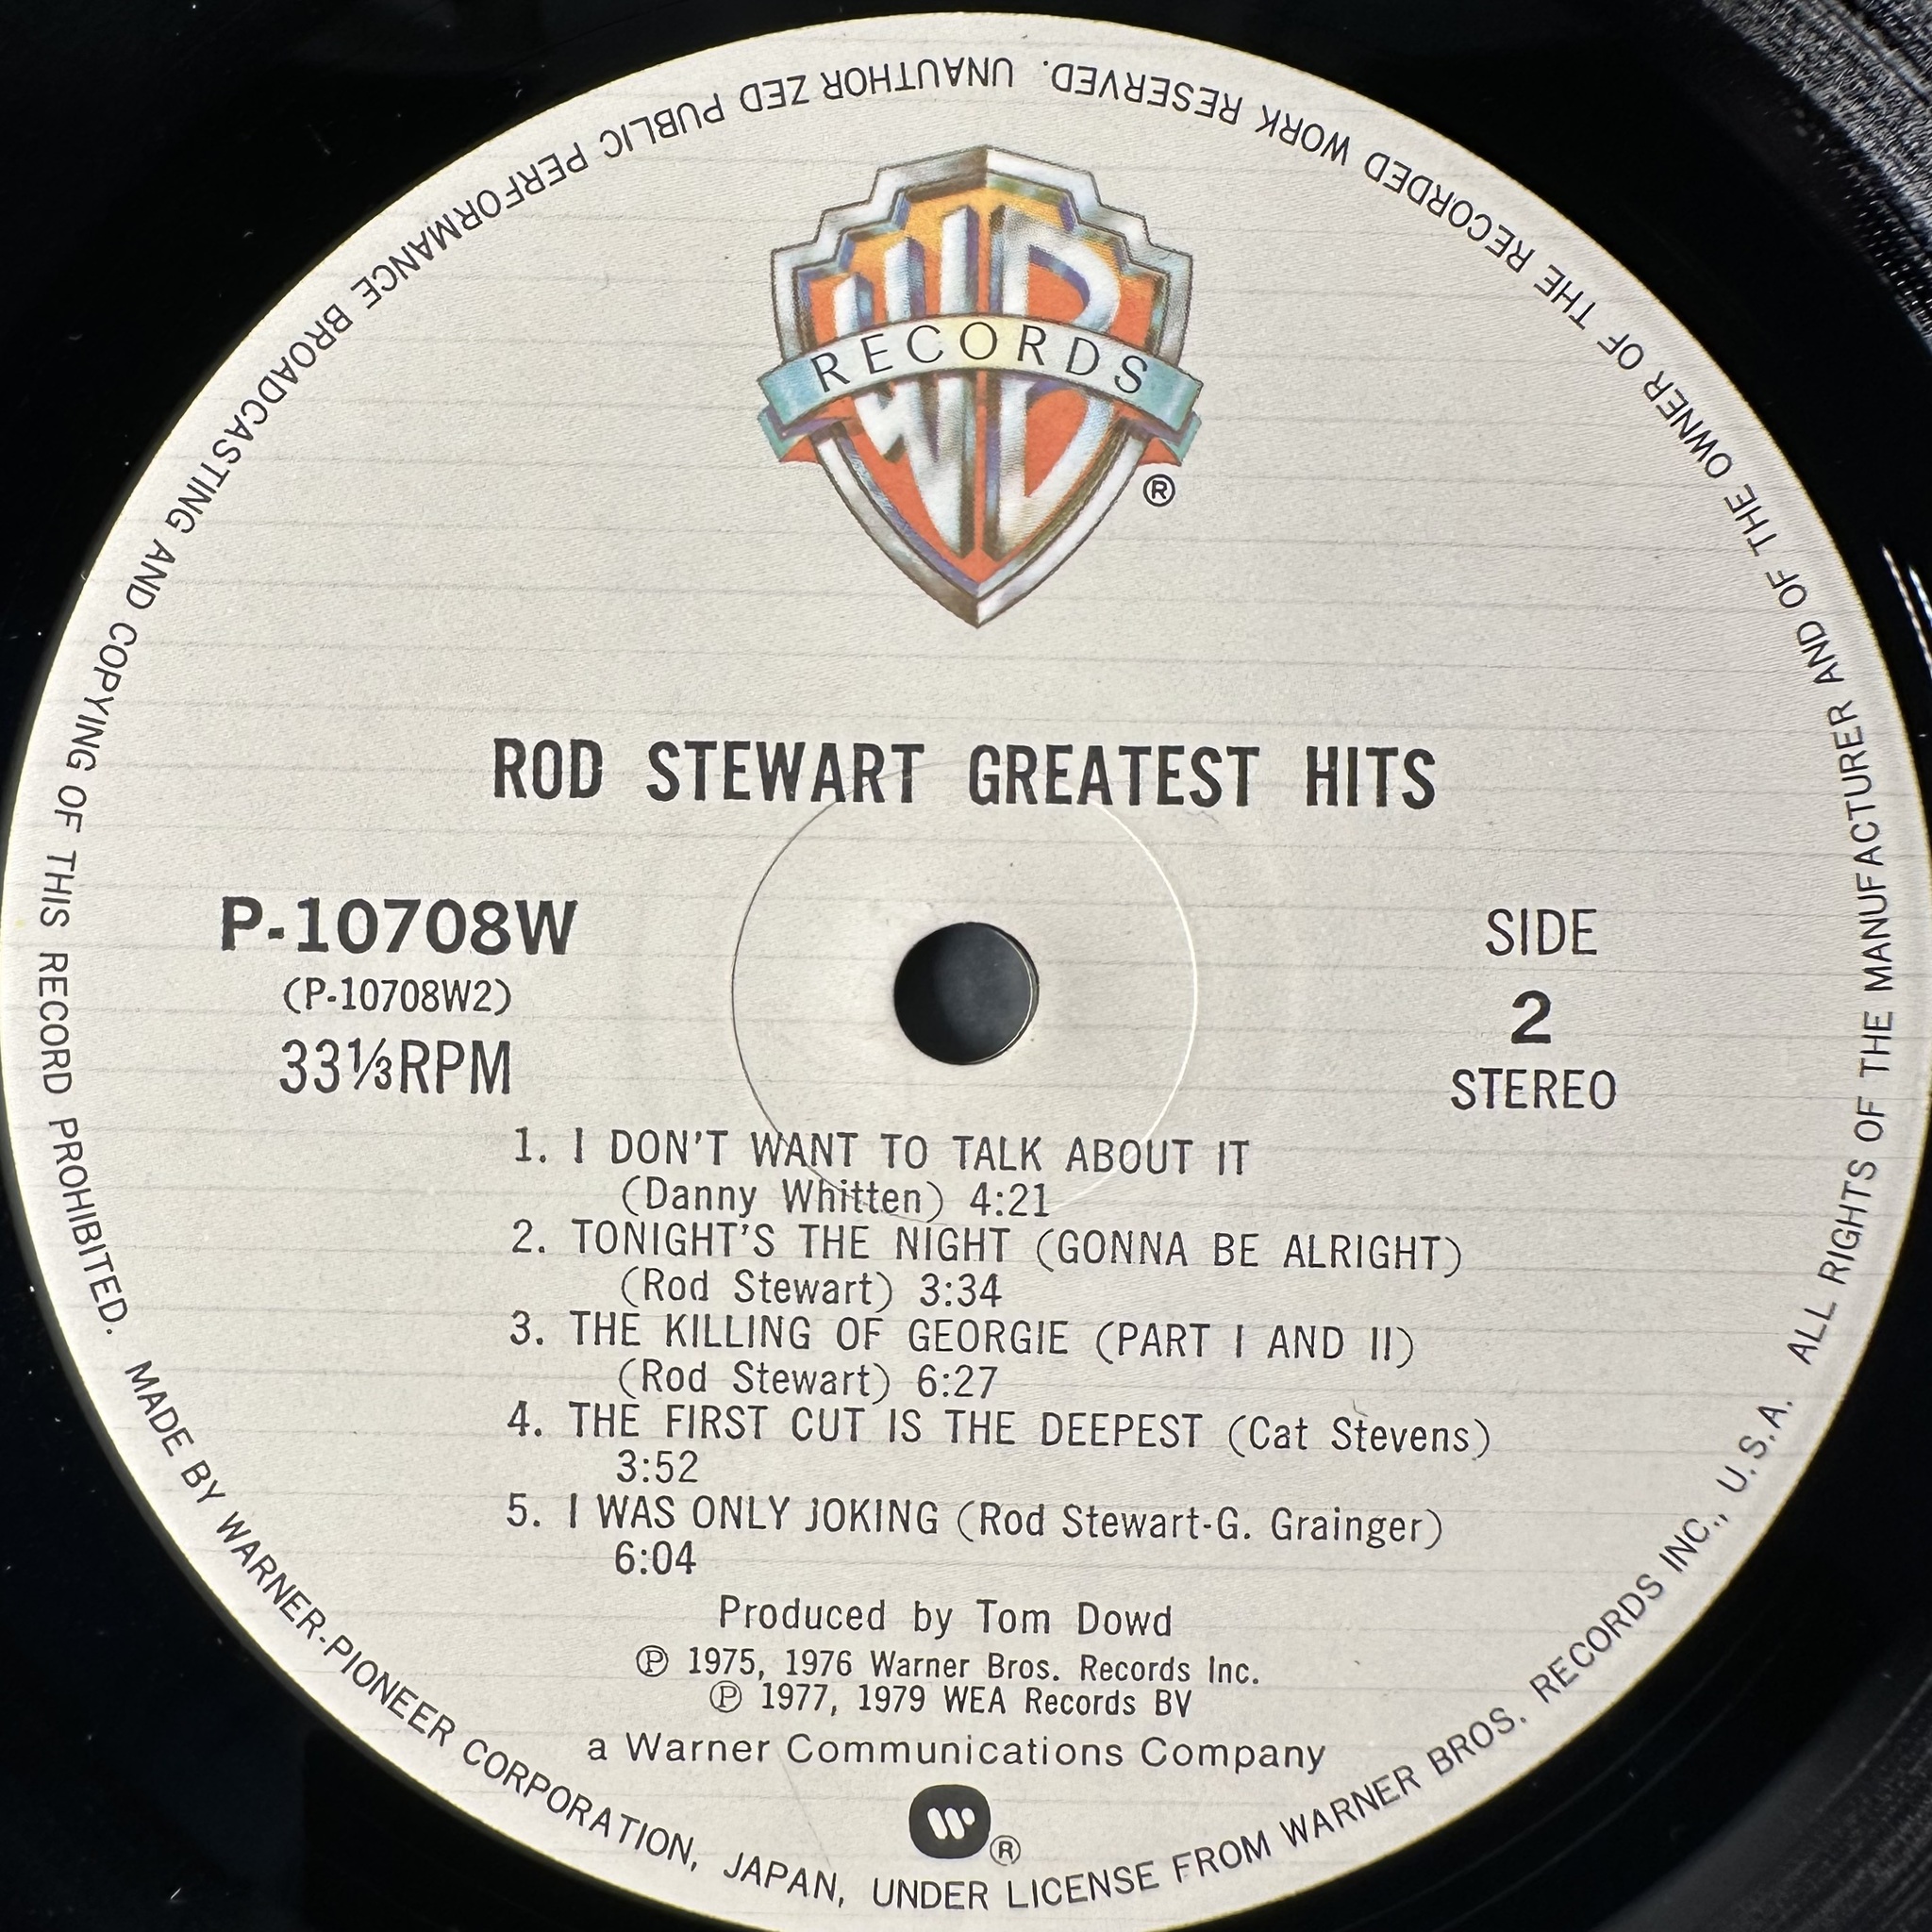 WB
RECORDS
®
ROD STEWART GREATEST HITS
P-10708W
(P-10708W2)
33⅓RPM
SIDE
2
STEREO
1. I DON'T WANT TO TALK ABOUT IT
(Danny Whitten) 4:21
2. TONIGHT'S THE NIGHT (GONNA BE ALRIGHT)
(Rod Stewart) 3:34
3. THE KILLING OF GEORGIE (PART I AND II)
(Rod Stewart) 6:27
4. THE FIRST CUT IS THE DEEPEST (Cat Stevens)
3:52
5. I WAS ONLY JOKING (Rod Stewart-G. Grainger)
6:04
Produced by Tom Dowd
℗ 1975, 1976 Warner Bros. Records Inc.
℗ 1977, 1979 WEA Records BV
a Warner Communications Company
W®
MADE BY WARNER-PIONEER CORPORATION, JAPAN, UNDER LICENSE FROM WARNER BROS. RECORDS INC., U.S.A. ALL RIGHTS OF THE MANUFACTURER AND OF THE OWNER OF THE RECORDED WORK RESERVED. UNAUTHOR ZED PUBLIC PERFORMANCE BROADCASTING AND COPYING OF THIS RECORD PROHIBITED.